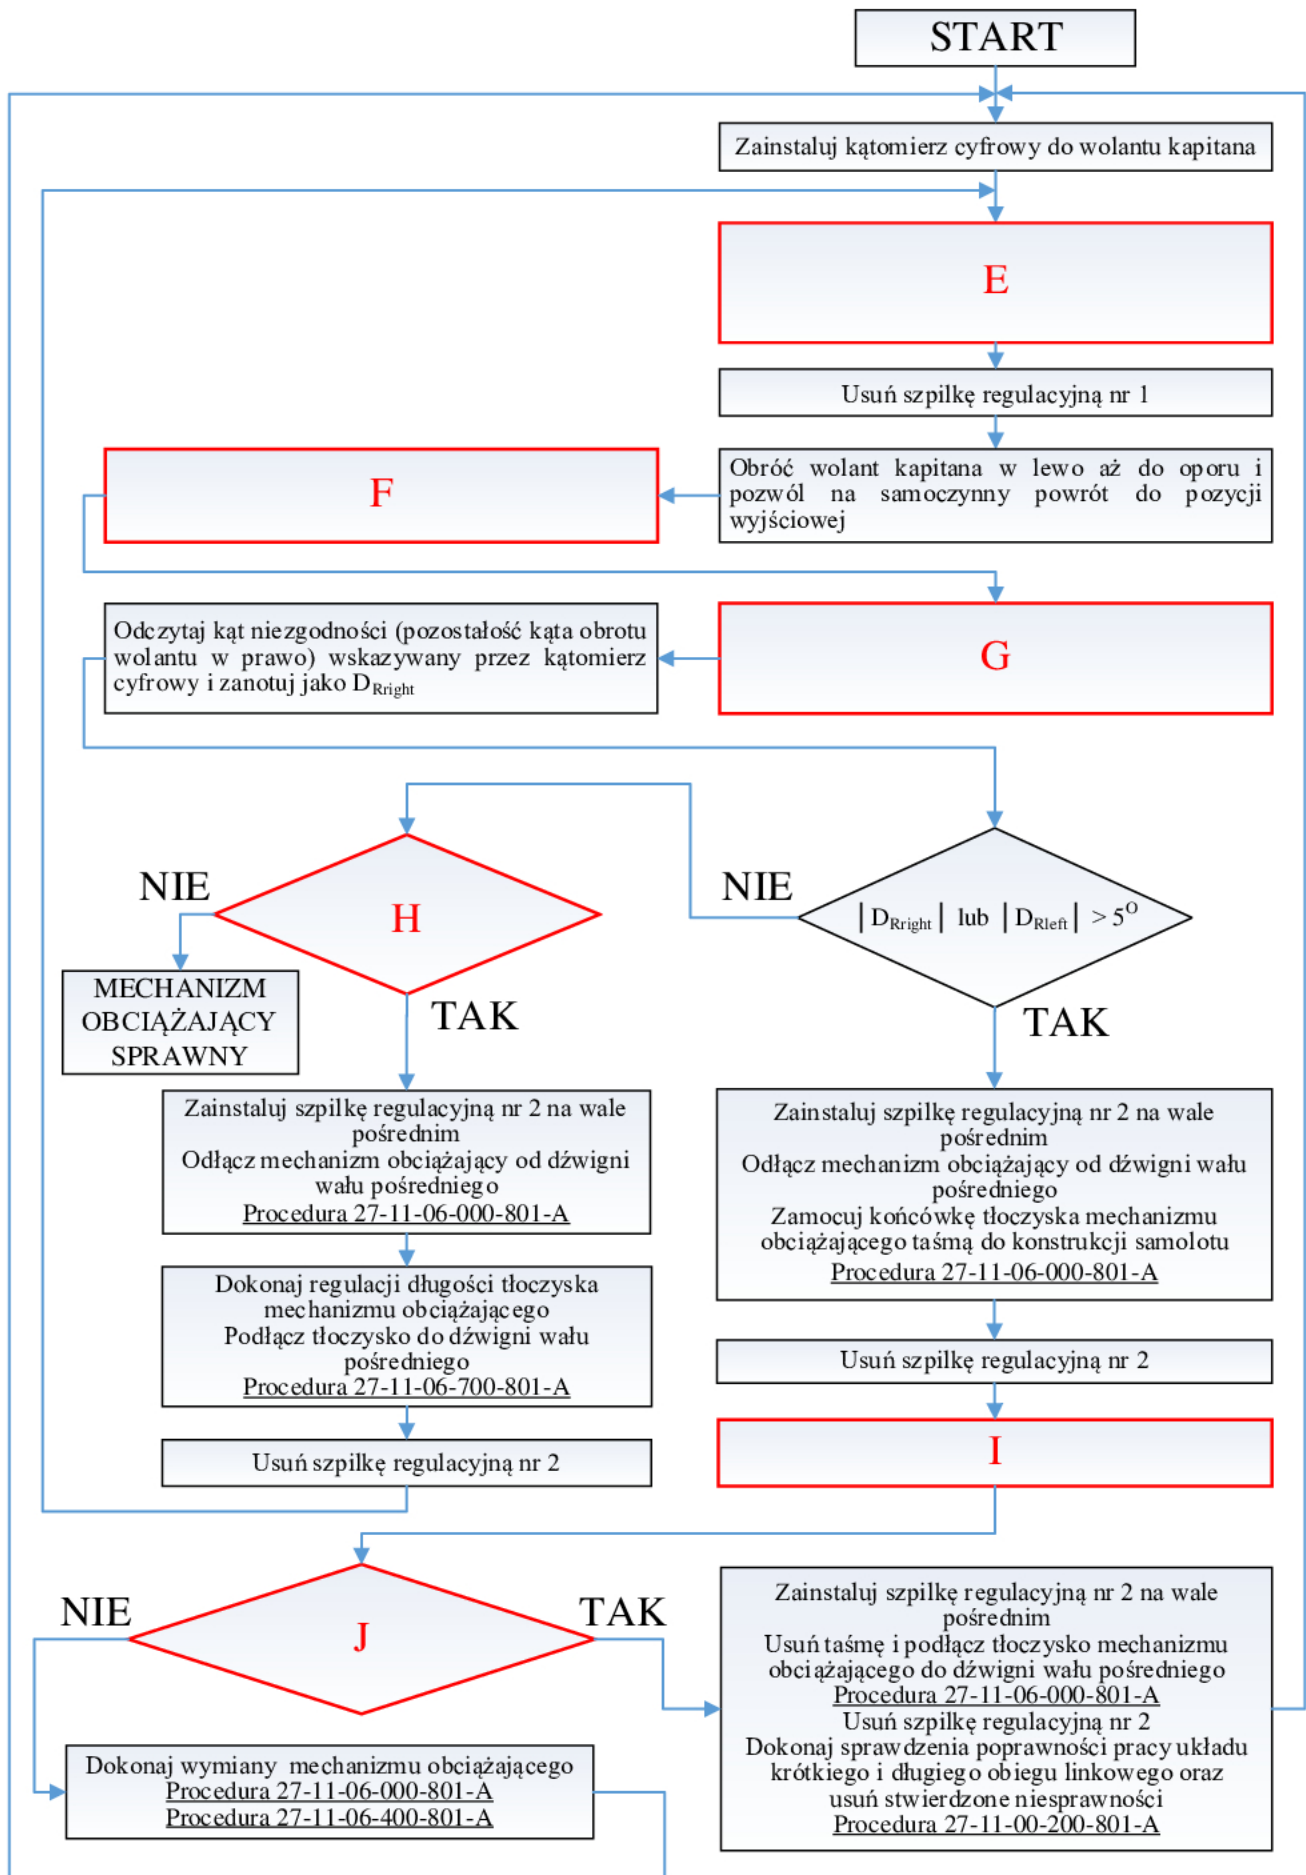 START
Zainstaluj kątomierz cyfrowy do wolantu kapitana
E
Usuń szpilkę regulacyjną nr 1
Obróć wolant kapitana w lewo aż do oporu i
pozwól na samoczynny powrót do pozycji
wyjściowej
F
G
Odczytaj kąt niezgodności (pozostałość kąta obrotu
wolantu w prawo) wskazywany przez kątomierz
cyfrowy i zanotuj jako DRright
|DRright| lub |DRleft| > 5O
NIE
TAK
H
NIE
TAK
MECHANIZM
OBCIĄŻAJĄCY
SPRAWNY
Zainstaluj szpilkę regulacyjną nr 2 na wale
pośrednim
Odłącz mechanizm obciążający od dźwigni
wału pośredniego
Procedura 27-11-06-000-801-A
Dokonaj regulacji długości tłoczyska
mechanizmu obciążającego
Podłącz tłoczysko do dźwigni wału
pośredniego
Procedura 27-11-06-700-801-A
Usuń szpilkę regulacyjną nr 2
Zainstaluj szpilkę regulacyjną nr 2 na wale
pośrednim
Odłącz mechanizm obciążający od dźwigni wału
pośredniego
Zamocuj końcówkę tłoczyska mechanizmu
obciążającego taśmą do konstrukcji samolotu
Procedura 27-11-06-000-801-A
Usuń szpilkę regulacyjną nr 2
I
J
NIE
TAK
Dokonaj wymiany mechanizmu obciążającego
Procedura 27-11-06-000-801-A
Procedura 27-11-06-400-801-A
Zainstaluj szpilkę regulacyjną nr 2 na wale
pośrednim
Usuń taśmę i podłącz tłoczysko mechanizmu
obciążającego do dźwigni wału pośredniego
Procedura 27-11-06-000-801-A
Usuń szpilkę regulacyjną nr 2
Dokonaj sprawdzenia poprawności pracy układu
krótkiego i długiego obiegu linkowego oraz
usuń stwierdzone niesprawności
Procedura 27-11-00-200-801-A